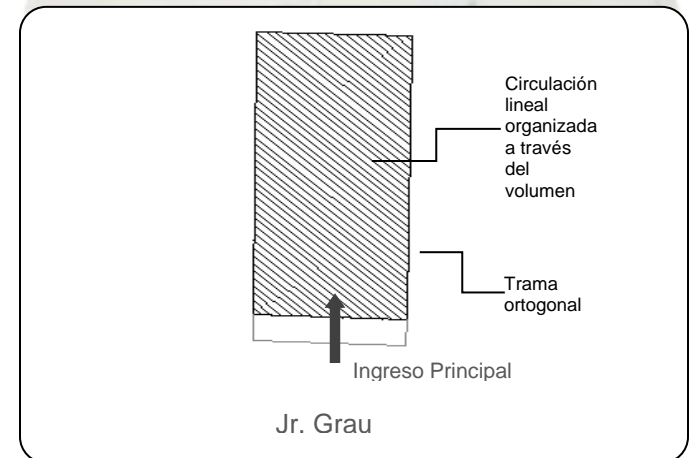 Circulación
lineal
organizada
a través
del
volumen
Trama
ortogonal
Ingreso Principal
Jr. Grau